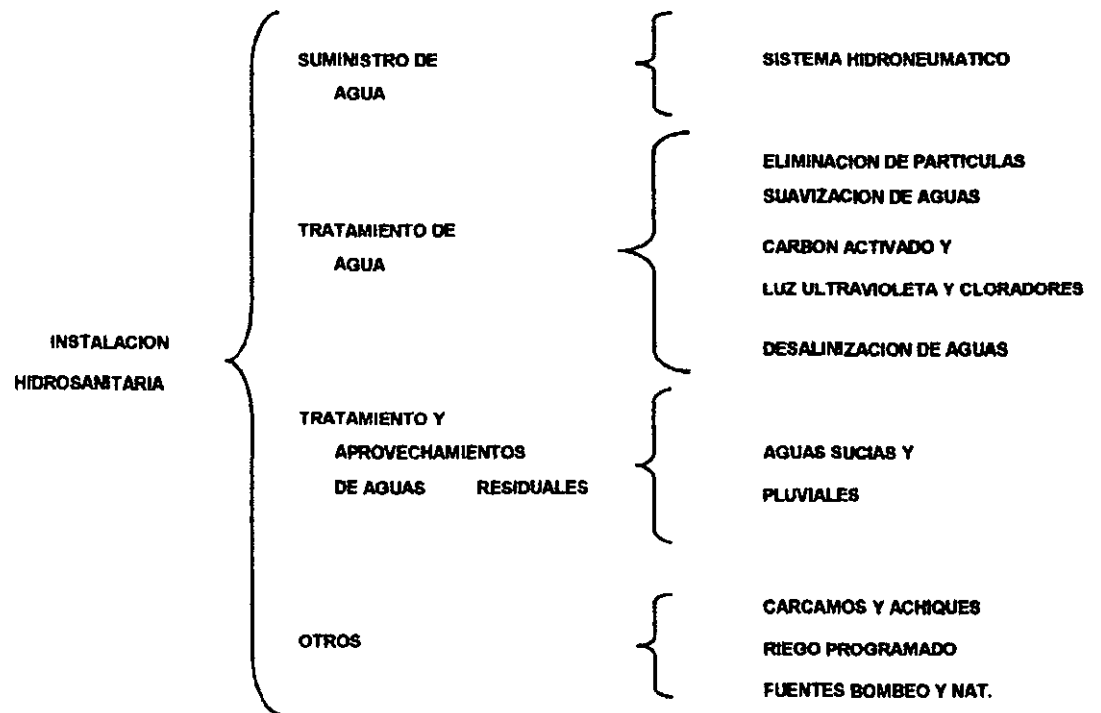 INSTALACION
HIDROSANITARIA
SUMINISTRO DE
AGUA
SISTEMA HIDRONEUMATICO
TRATAMIENTO DE
AGUA
ELIMINACION DE PARTICULAS
SUAVIZACION DE AGUAS
CARBON ACTIVADO Y
LUZ ULTRAVIOLETA Y CLORADORES
DESALINIZACION DE AGUAS
TRATAMIENTO Y
APROVECHAMIENTOS
DE AGUAS RESIDUALES
AGUAS SUCIAS Y
PLUVIALES
OTROS
CARCAMOS Y ACHIQUES
RIEGO PROGRAMADO
FUENTES BOMBEO Y NAT.